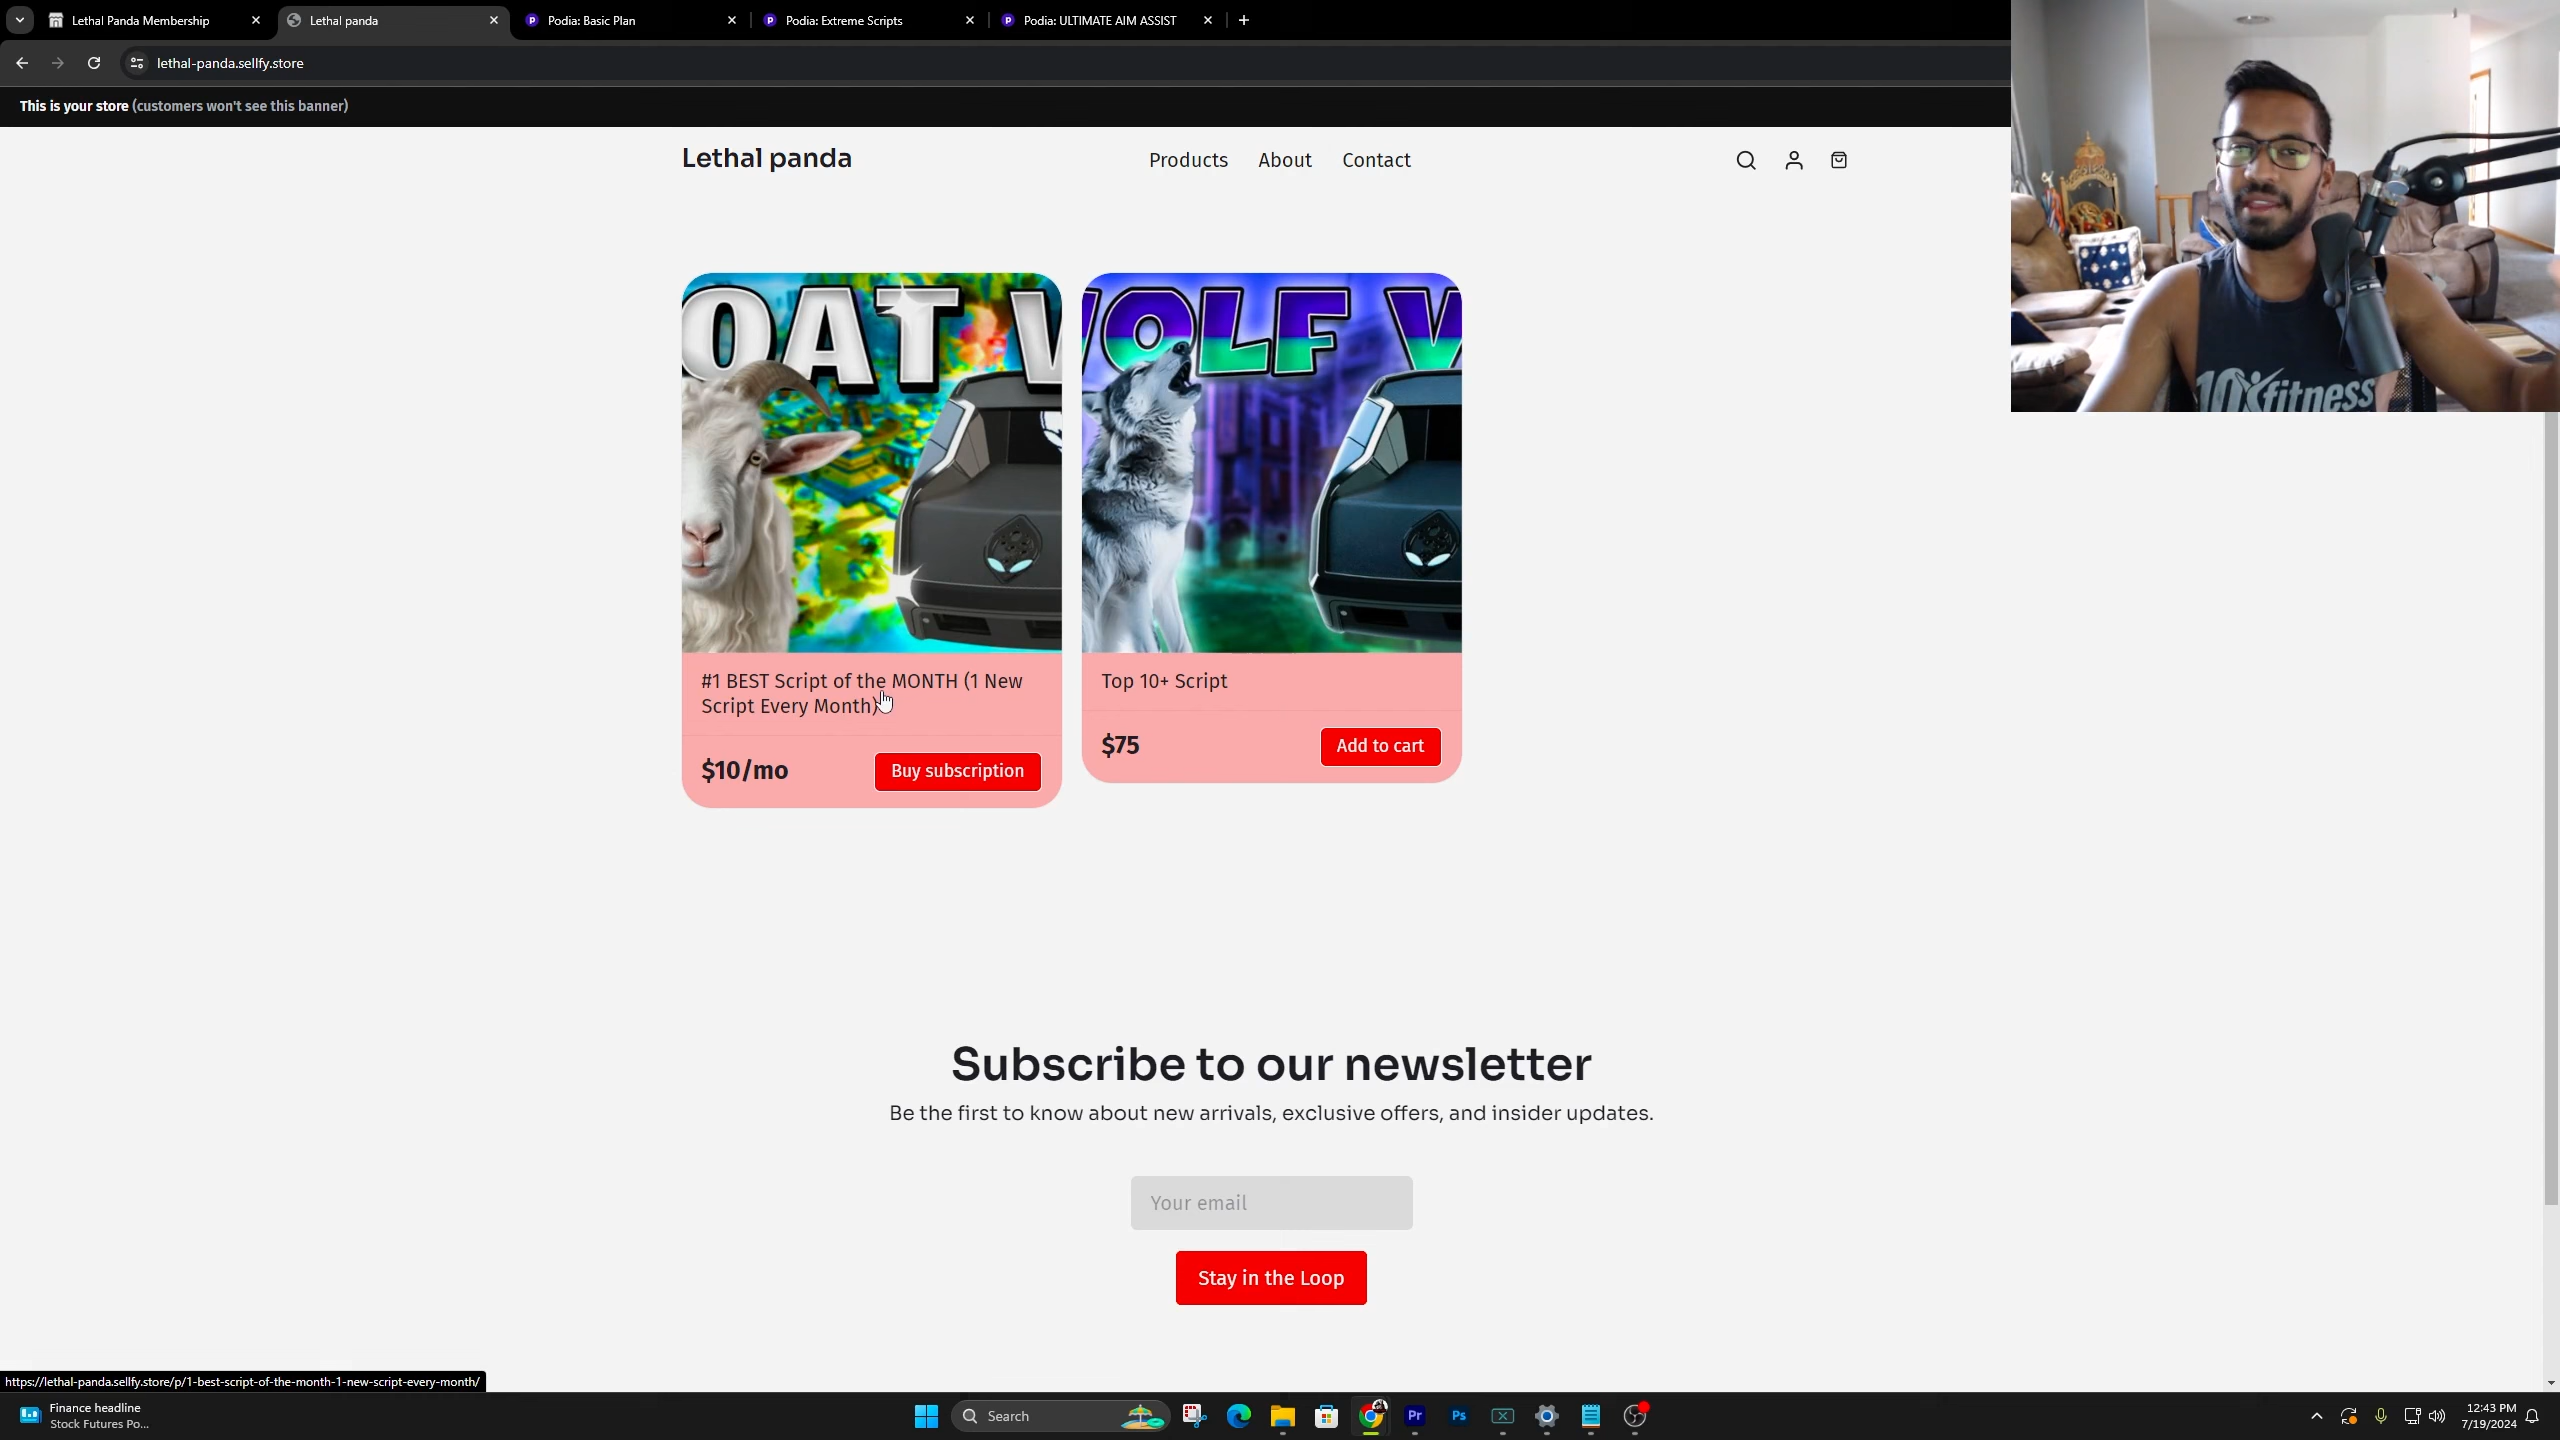 Lethal Panda Membership
Lethal panda
Podia: Basic Plan
Podia: Extreme Scripts
Podia: ULTIMATE AIM ASSIST
lethal-panda.sellfy.store
This is your store (customers won't see this banner)
Lethal panda
Products
About
Contact
OAT V
OLF V
#1 BEST Script of the MONTH (1 New
Script Every Month)
$10/mo
Buy subscription
Top 10+ Script
$75
Add to cart
10Xfitness
Subscribe to our newsletter
Be the first to know about new arrivals, exclusive offers, and insider updates.
Your email
Stay in the Loop
https://lethal-panda.sellfy.store/p/1-best-script-of-the-month-1-new-script-every-month/
Finance headline
Stock Futures Po...
Search
Pr
Ps
12:43 PM
7/19/2024